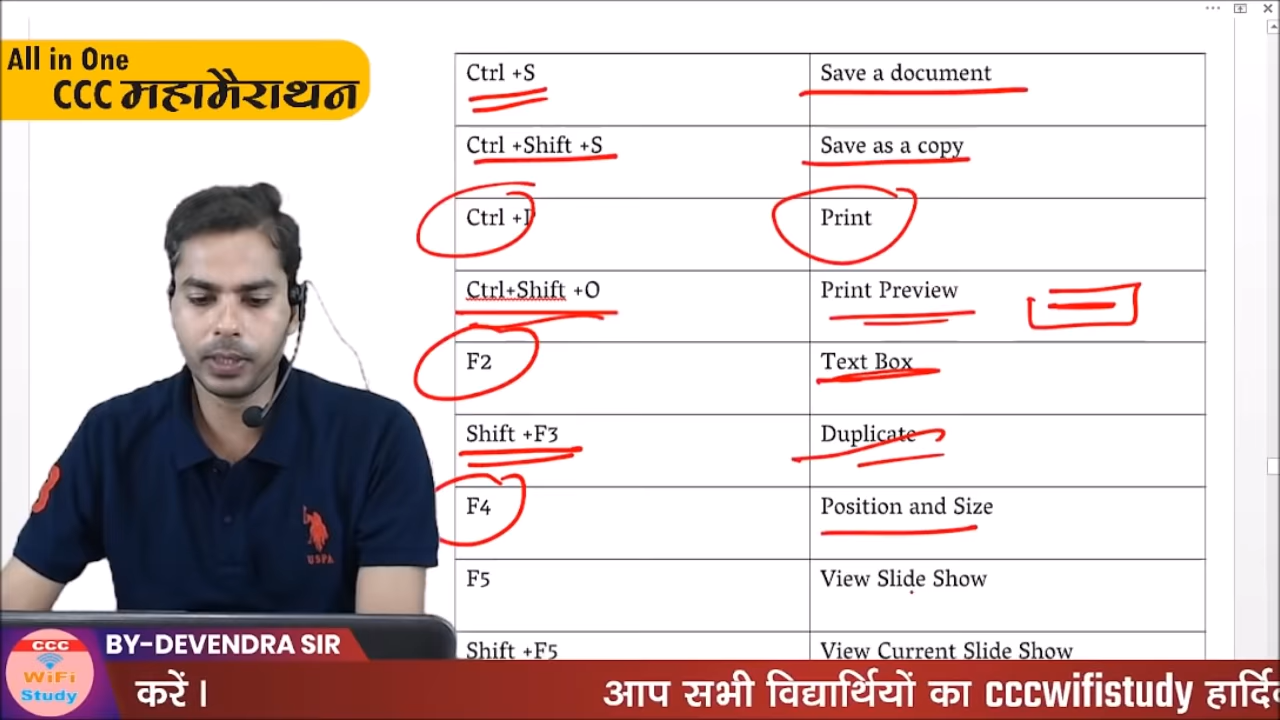 All in One
CCC महामैराथन
Ctrl +S Save a document
Ctrl +Shift +S Save as a copy
Ctrl +P Print
Ctrl+Shift +O Print Preview
F2 Text Box
Shift +F3 Duplicate
F4 Position and Size
F5 View Slide Show
Shift +F5 View Current Slide Show
3
USPA
CCC
WiFi
Study
BY-DEVENDRA SIR
करें । आप सभी विद्यार्थियों का cccwifistudy